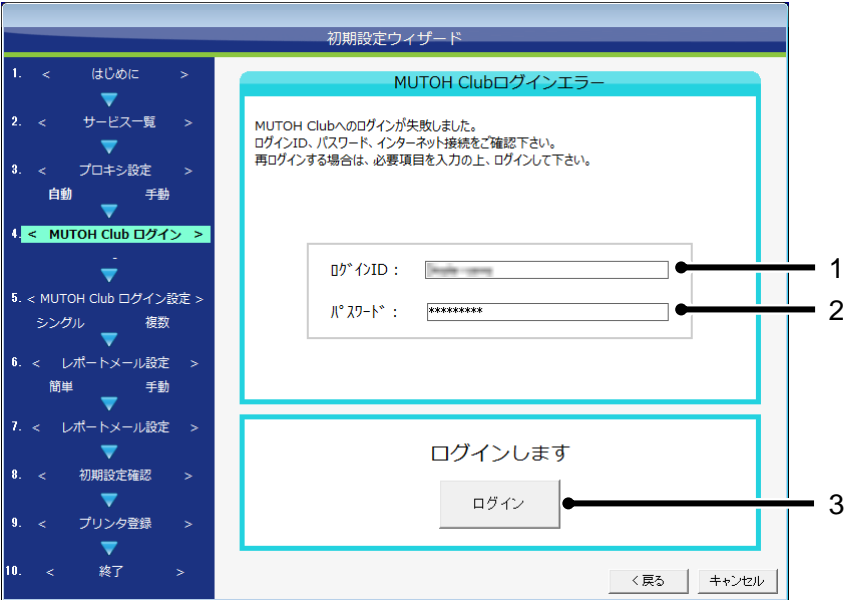 初期設定ウィザード
1. < はじめに >
2. < サービス一覧 >
3. < プロキシ設定 >
自動 手動
4. < MUTOH Club ログイン >
-
5. < MUTOH Club ログイン設定 >
シングル 複数
6. < レポートメール設定 >
簡単 手動
7. < レポートメール設定 >
8. < 初期設定確認 >
9. < プリンタ登録 >
10. < 終了 >
MUTOH Clubログインエラー
MUTOH Clubへのログインが失敗しました。
ログインID、パスワード、インターネット接続をご確認下さい。
再ログインする場合は、必要項目を入力の上、ログインして下さい。
ﾛｸﾞｲﾝID :
1
ﾊﾟｽﾜｰﾄﾞ : *********
2
ログインします
ログイン
3
<戻る キャンセル